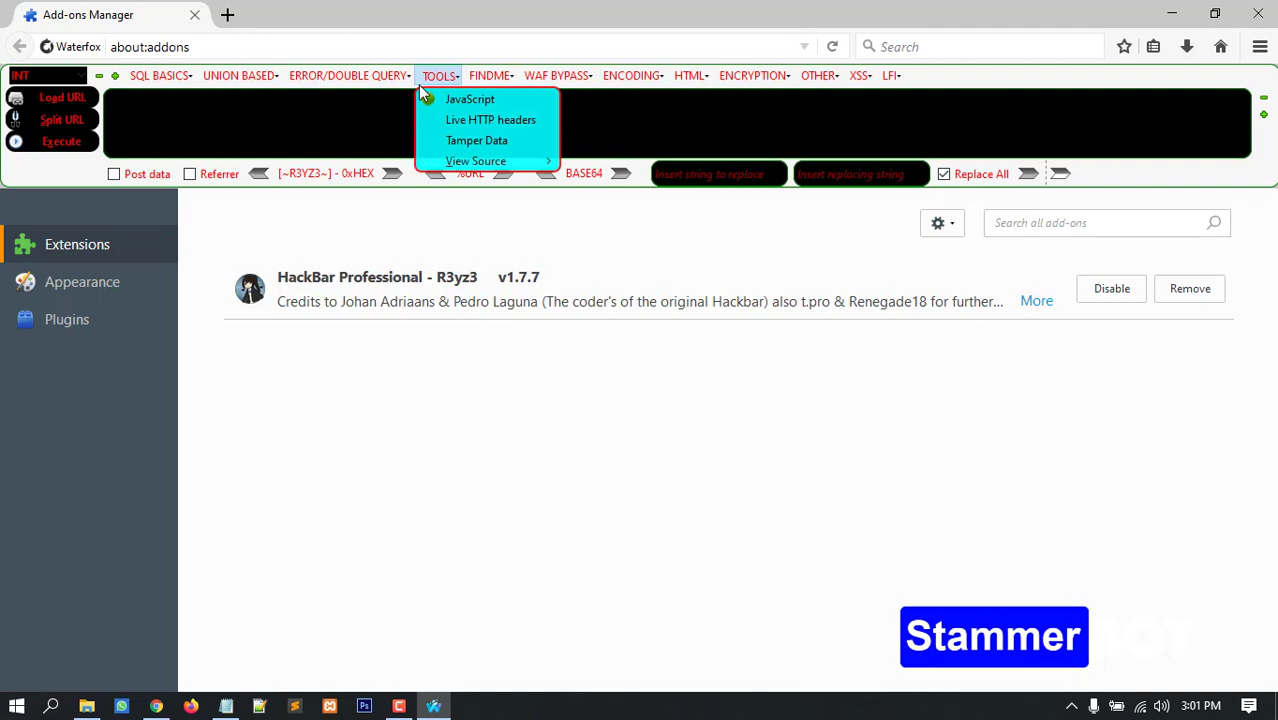 Add-ons Manager
Waterfox about:addons Search
INT SQL BASICS UNION BASED ERROR/DOUBLE QUERY TOOLS FINDME WAF BYPASS ENCODING HTML ENCRYPTION OTHER XSS LFI
Load URL
Split URL
Execute
JavaScript
Live HTTP headers
Tamper Data
View Source
Post data Referrer [~R3YZ3~] - 0xHEX %URL BASE64 Insert string to replace Insert replacing string Replace All
Extensions
Appearance
Plugins
Search all add-ons
HackBar Professional - R3yz3 v1.7.7
Credits to Johan Adriaans & Pedro Laguna (The coder's of the original Hackbar) also t.pro & Renegade18 for further... More
Disable Remove
Stammer
3:01 PM